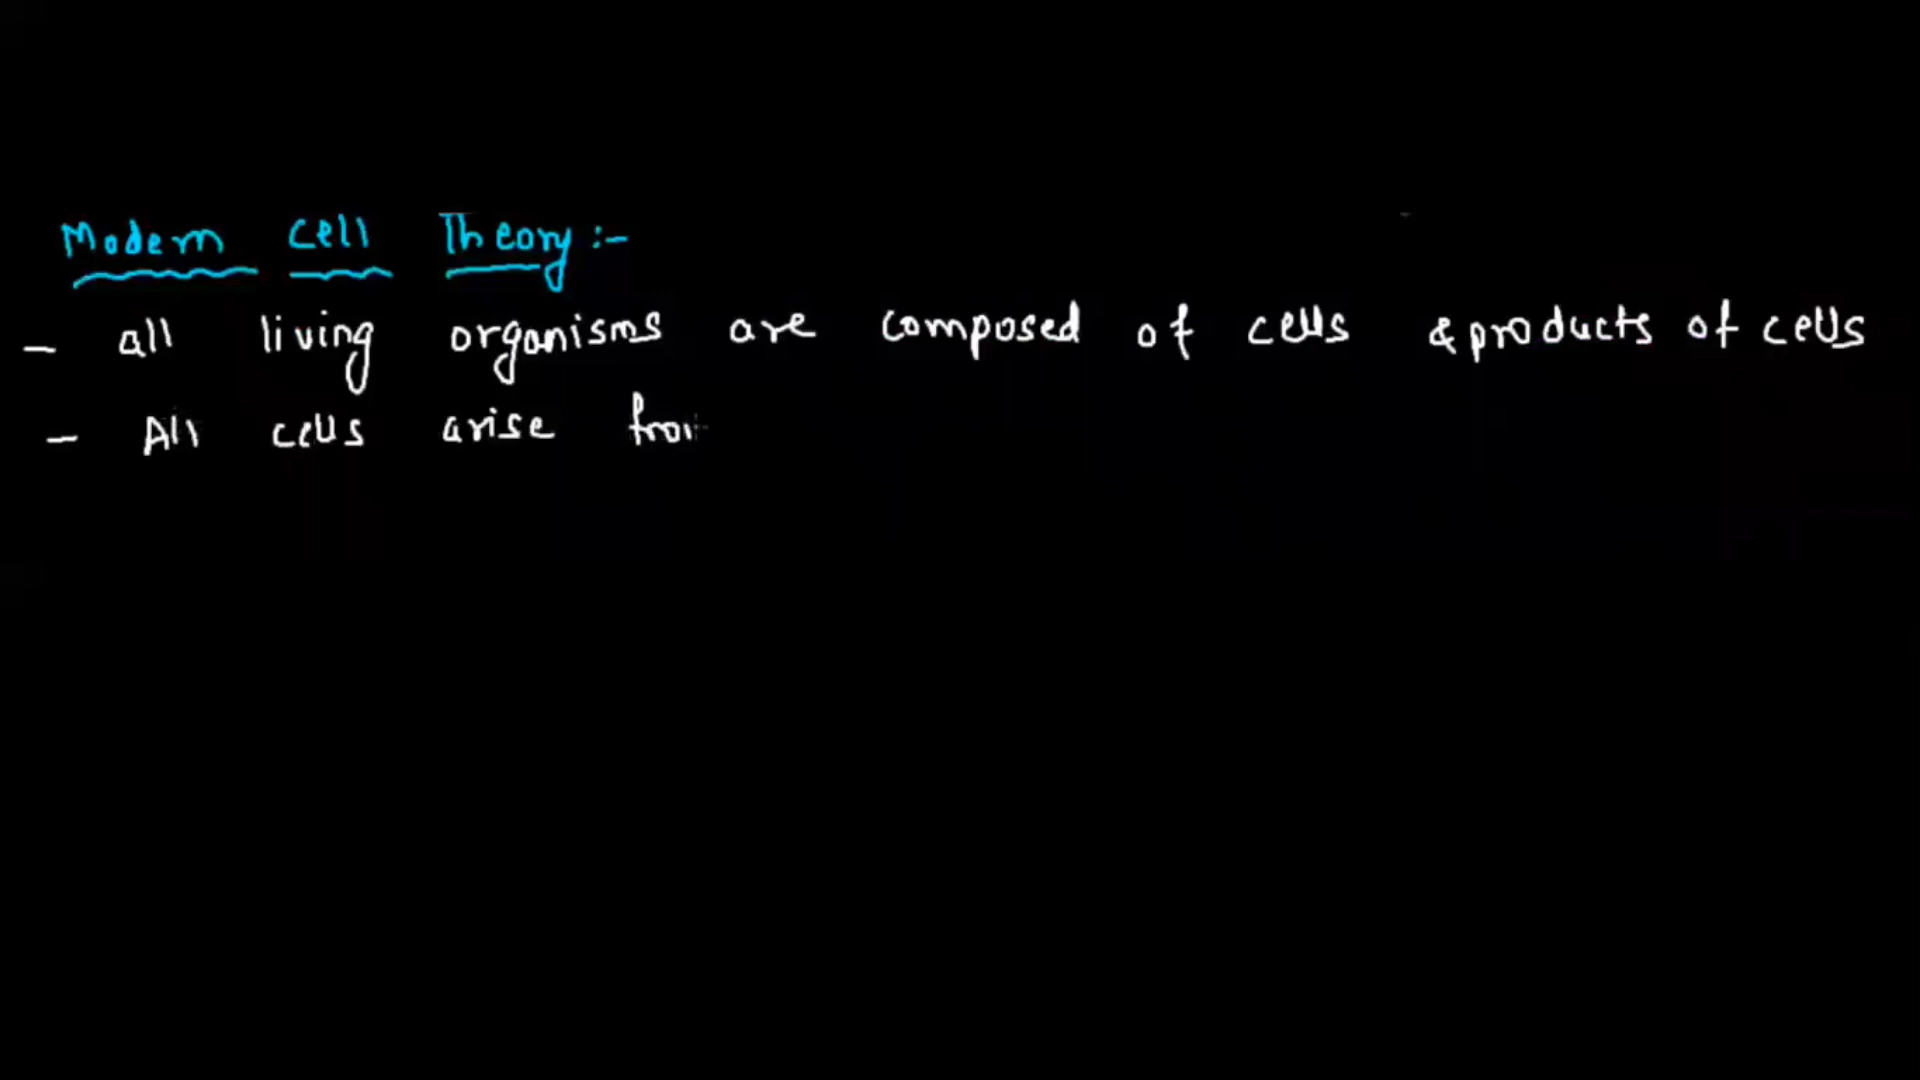 Modern cell Theory :-
- all living organisms are composed of cells & products of cells
- All cells arise